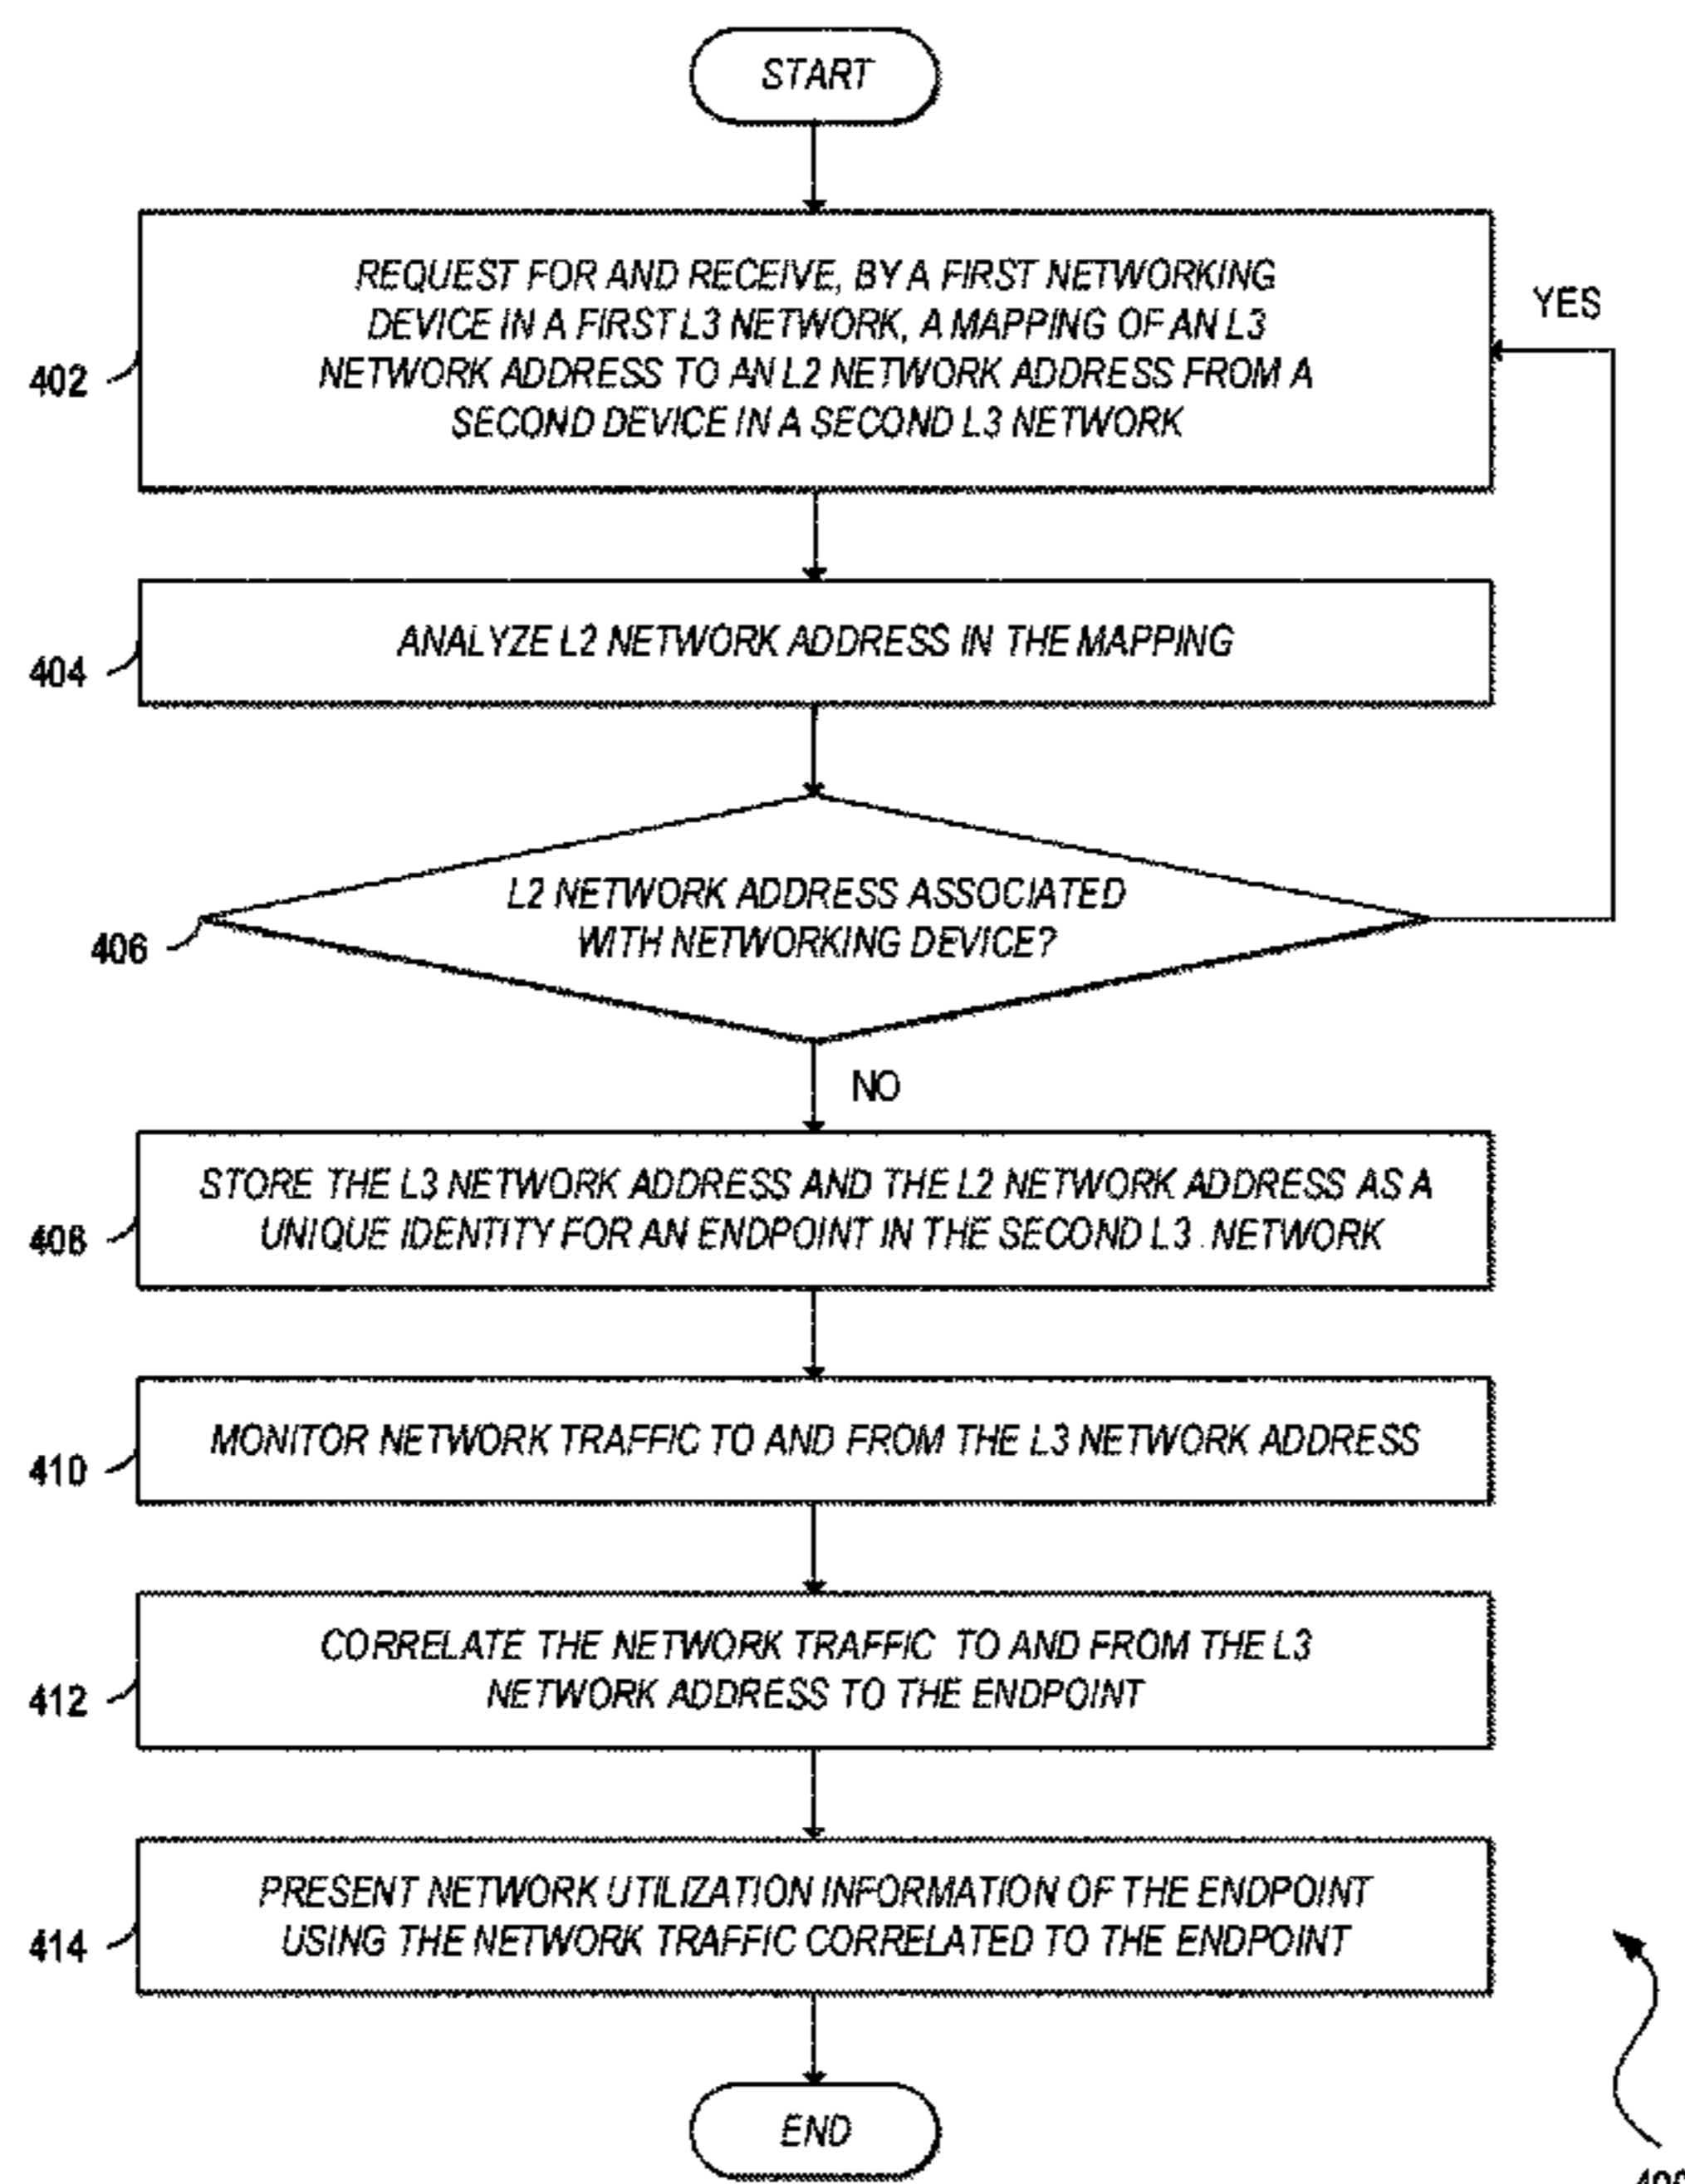 START
REQUEST FOR AND RECEIVE, BY A FIRST NETWORKING
DEVICE IN A FIRST L3 NETWORK, A MAPPING OF AN L3
NETWORK ADDRESS TO AN L2 NETWORK ADDRESS FROM A
SECOND DEVICE IN A SECOND L3 NETWORK
YES
402
ANALYZE L2 NETWORK ADDRESS IN THE MAPPING
404
L2 NETWORK ADDRESS ASSOCIATED
WITH NETWORKING DEVICE?
406
NO
STORE THE L3 NETWORK ADDRESS AND THE L2 NETWORK ADDRESS AS A
UNIQUE IDENTITY FOR AN ENDPOINT IN THE SECOND L3 . NETWORK
408
MONITOR NETWORK TRAFFIC TO AND FROM THE L3 NETWORK ADDRESS
410
CORRELATE THE NETWORK TRAFFIC TO AND FROM THE L3
NETWORK ADDRESS TO THE ENDPOINT
412
PRESENT NETWORK UTILIZATION INFORMATION OF THE ENDPOINT
USING THE NETWORK TRAFFIC CORRELATED TO THE ENDPOINT
414
END